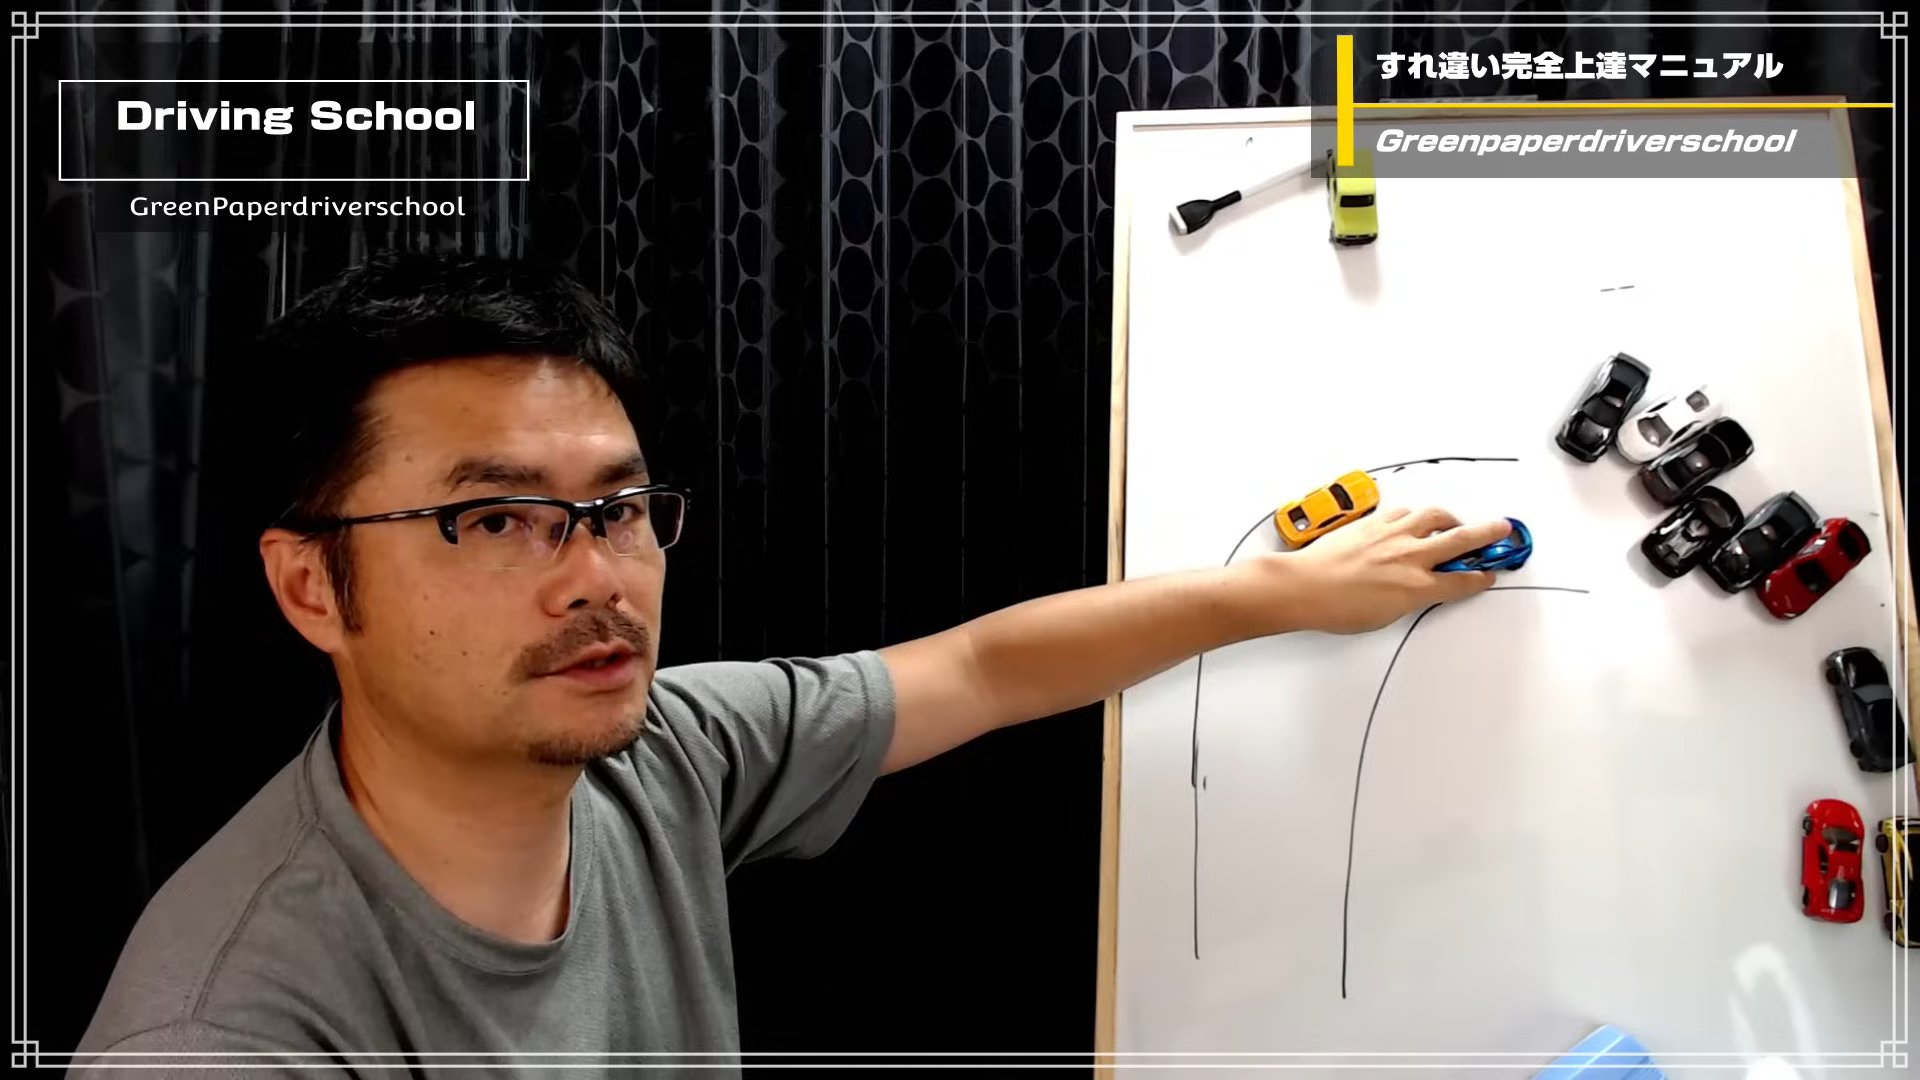 Driving School
GreenPaperdriverschool
すれ違い完全上達マニュアル
Greenpaperdriverschool